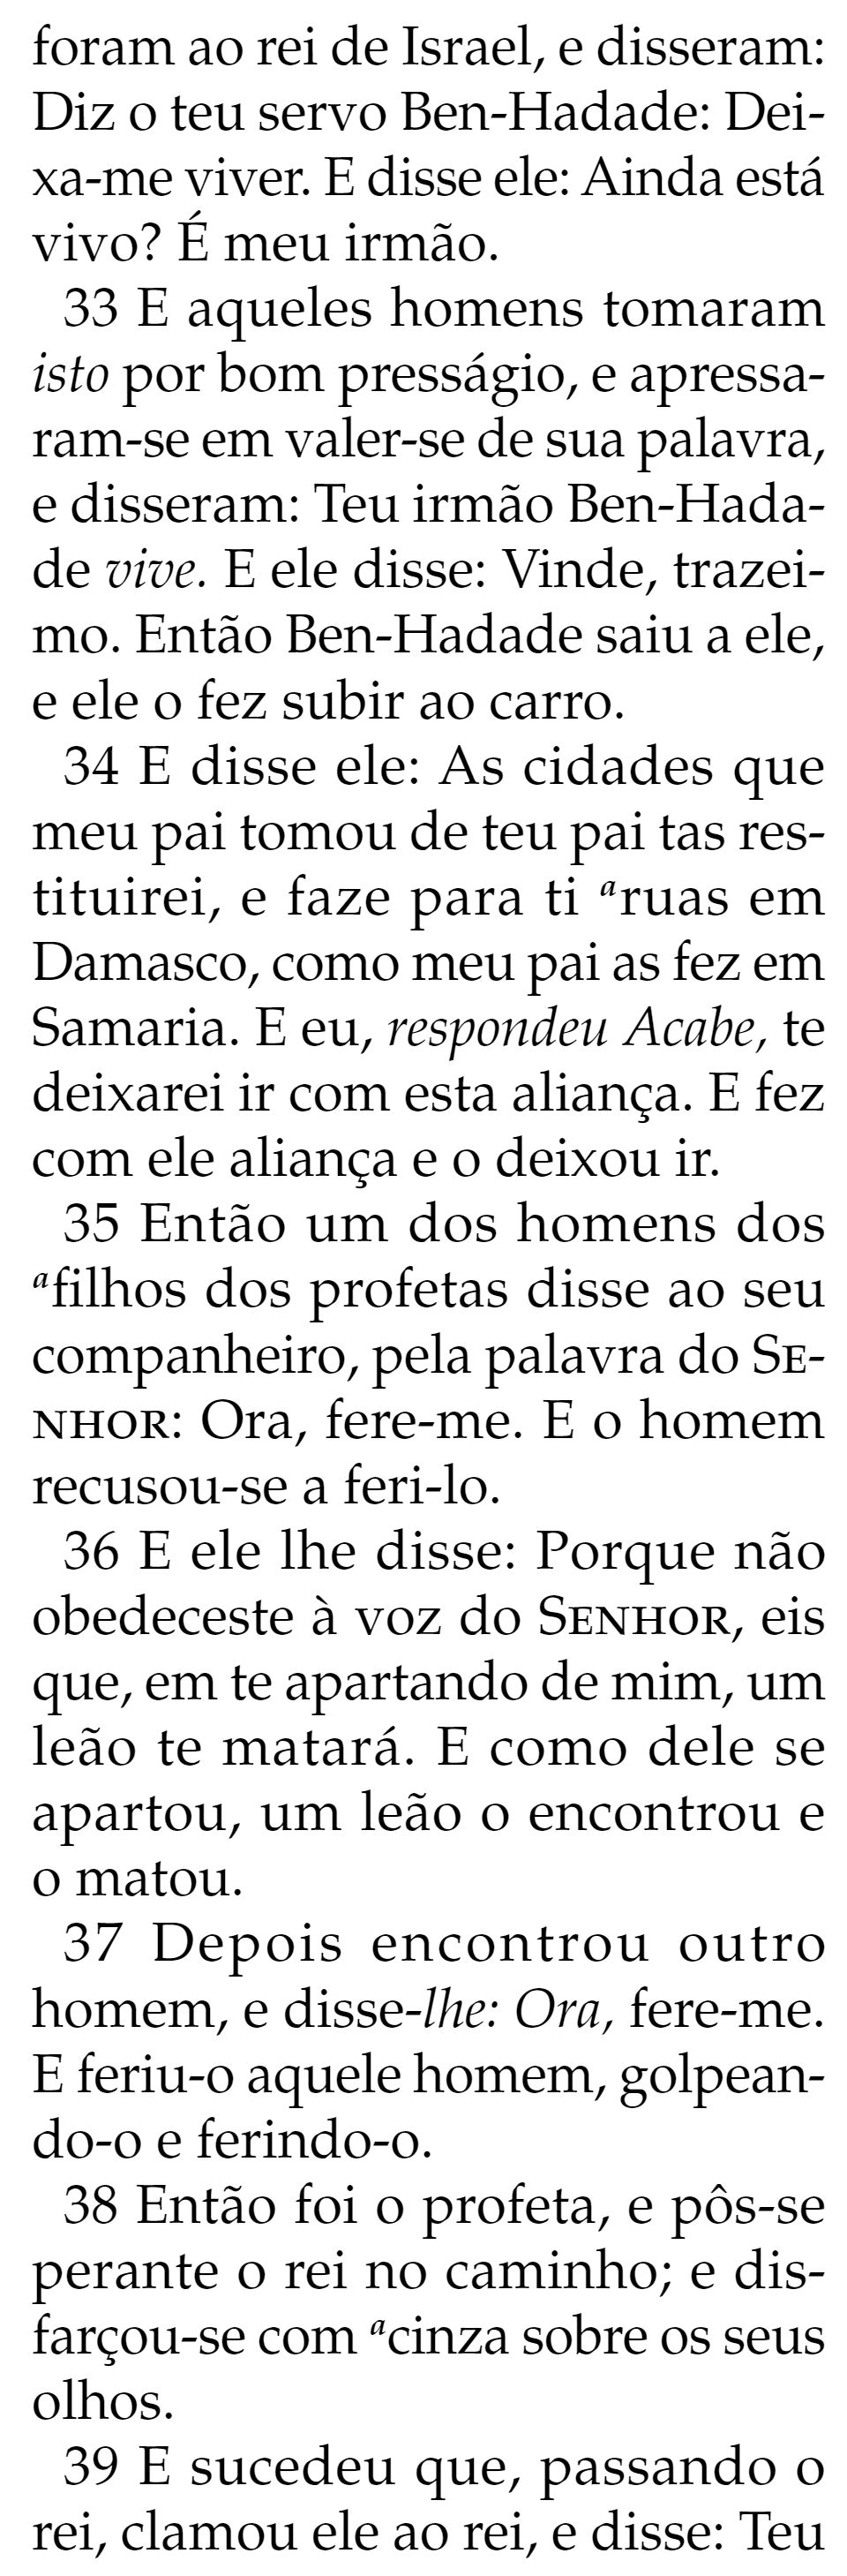 foram ao rei de Israel, e disseram:
Diz o teu servo Ben-Hadade: Dei-
xa-me viver. E disse ele: Ainda está
vivo? É meu irmão.
33 E aqueles homens tomaram
isto por bom presságio, e apressa-
ram-se em valer-se de sua palavra,
e disseram: Teu irmão Ben-Hada-
de vive. E ele disse: Vinde, trazei-
mo. Então Ben-Hadade saiu a ele,
e ele o fez subir ao carro.
34 E disse ele: As cidades que
meu pai tomou de teu pai tas res-
tituirei, e faze para ti aruas em
Damasco, como meu pai as fez em
Samaria. E eu, respondeu Acabe, te
deixarei ir com esta aliança. E fez
com ele aliança e o deixou ir.
35 Então um dos homens dos
afilhos dos profetas disse ao seu
companheiro, pela palavra do SE-
NHOR: Ora, fere-me. E o homem
recusou-se a feri-lo.
36 E ele lhe disse: Porque não
obedeceste à voz do SENHOR, eis
que, em te apartando de mim, um
leão te matará. E como dele se
apartou, um leão o encontrou e
o matou.
37 Depois encontrou outro
homem, e disse-lhe: Ora, fere-me.
E feriu-o aquele homem, golpean-
do-o e ferindo-o.
38 Então foi o profeta, e pôs-se
perante o rei no caminho; e dis-
farçou-se com acinza sobre os seus
olhos.
39 E sucedeu que, passando o
rei, clamou ele ao rei, e disse: Teu